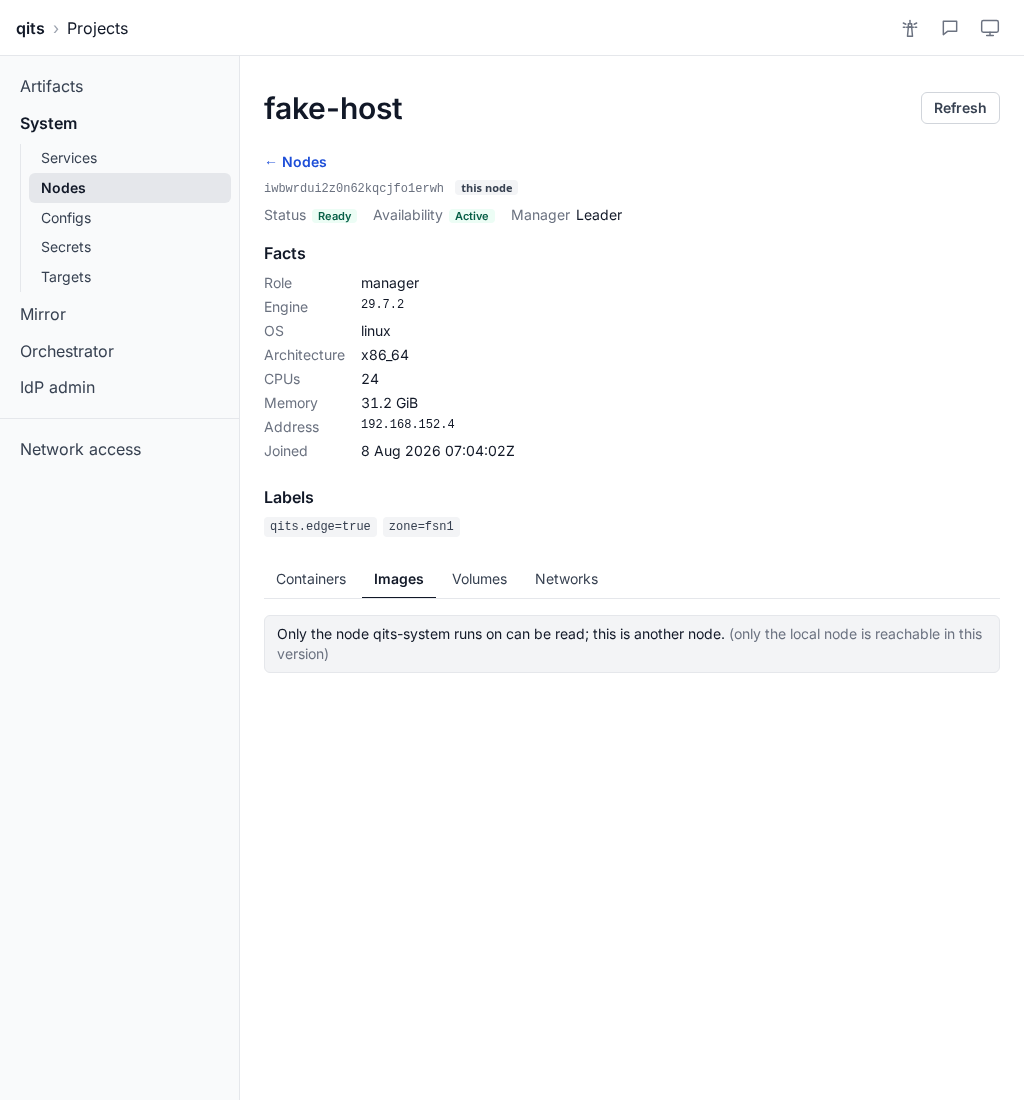 qits › Projects
Artifacts
System
Services
Nodes
Configs
Secrets
Targets
Mirror
Orchestrator
IdP admin
Network access
fake-host
Refresh
← Nodes
iwbwrdui2z0n62kqcjfo1erwh this node
Status Ready Availability Active Manager Leader
Facts
Role manager
Engine 29.7.2
OS linux
Architecture x86_64
CPUs 24
Memory 31.2 GiB
Address 192.168.152.4
Joined 8 Aug 2026 07:04:02Z
Labels
qits.edge=true zone=fsn1
Containers Images Volumes Networks
Only the node qits-system runs on can be read; this is another node. (only the local node is reachable in this
version)